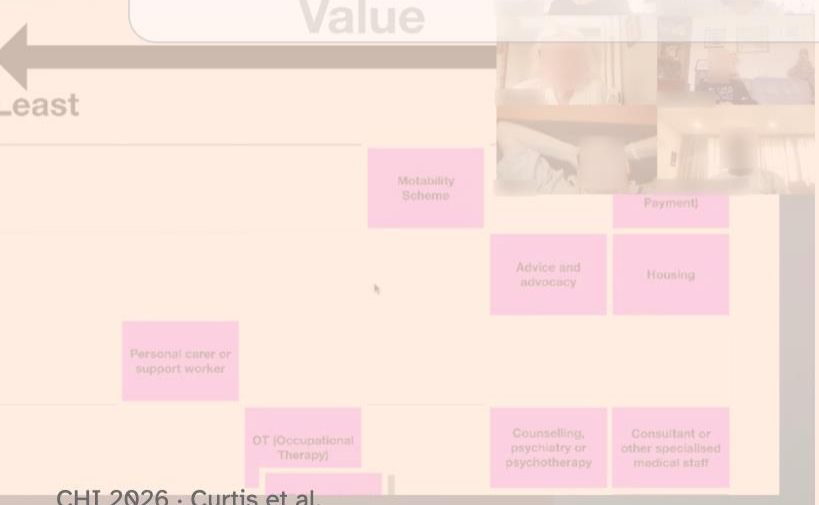 Value
Least
Motability
Scheme
Payment)
Advice and
advocacy
Housing
Personal carer or
support worker
OT (Occupational
Therapy)
Counselling,
psychiatry or
psychotherapy
Consultant or
other specialised
medical staff
CHI 2026 · Curtis et al.